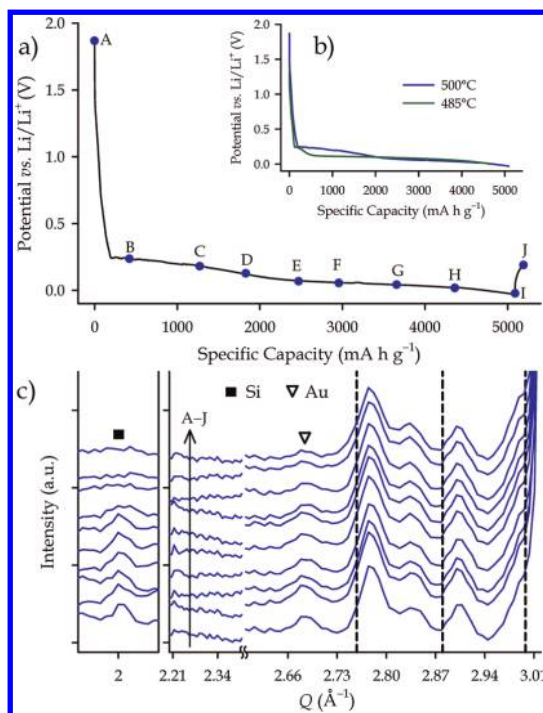 a)
b)
2.0
1.5
1.0
0.5
0.0
Potential vs. Li/Li⁺ (V)
A
B
C
D
E
F
G
H
I
J
0
1000
2000
3000
4000
5000
Specific Capacity (mA h g⁻¹)
2.0
1.5
1.0
0.5
0.0
Potential vs. Li/Li⁺ (V)
500°C
485°C
0
1000
2000
3000
4000
5000
Specific Capacity (mA h g⁻¹)
c)
■ Si
▽ Au
A–J
Intensity (a.u.)
2
2.21
2.34
2.66
2.73
2.80
2.87
2.94
3.01
Q (Å⁻¹)